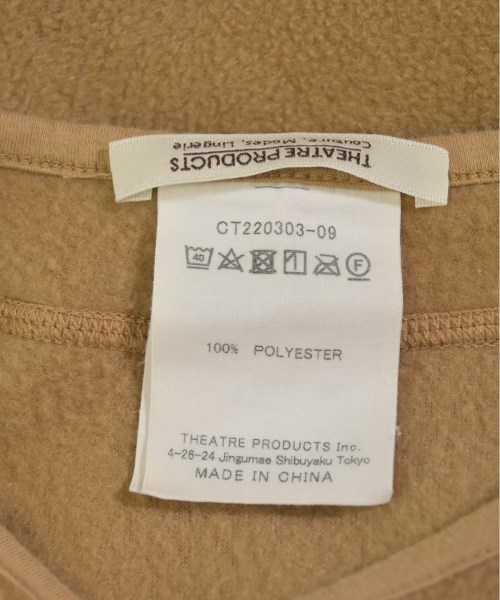 THEATRE PRODUCTS
Couture, Modes, Lingerie
CT220303-09
40 F
100% POLYESTER
THEATRE PRODUCTS Inc.
4-26-24 Jingumae Shibuyaku Tokyo
MADE IN CHINA